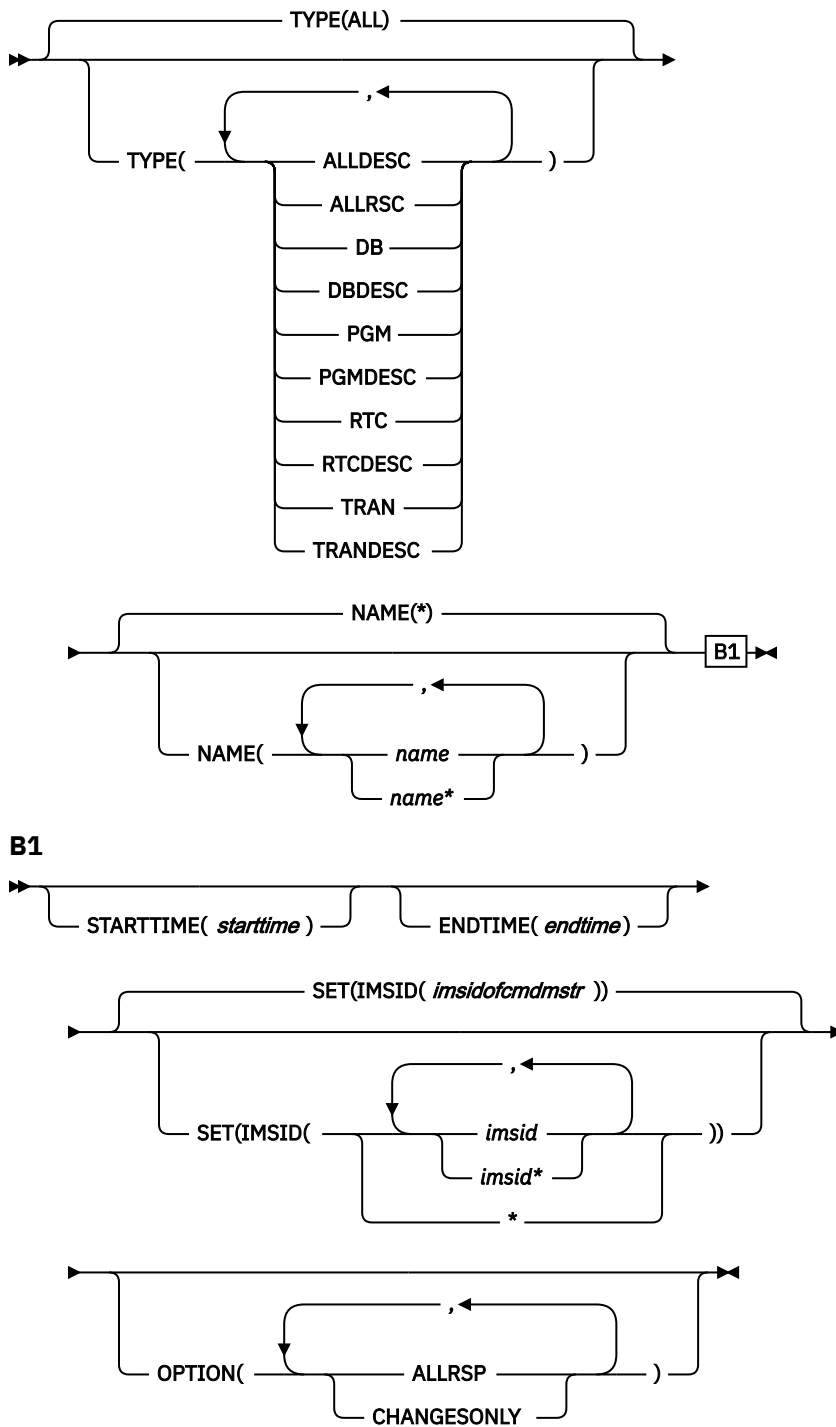 TYPE(ALL)
,
TYPE( ALLDESC )
ALLRSC
DB
DBDESC
PGM
PGMDESC
RTC
RTCDESC
TRAN
TRANDESC
NAME(*)
B1
,
NAME( name )
name*
B1
STARTTIME( starttime ) ENDTIME( endtime )
SET(IMSID( imsidofcmdmstr ))
,
SET(IMSID( imsid ))
imsid*
*
,
OPTION( ALLRSP )
CHANGESONLY